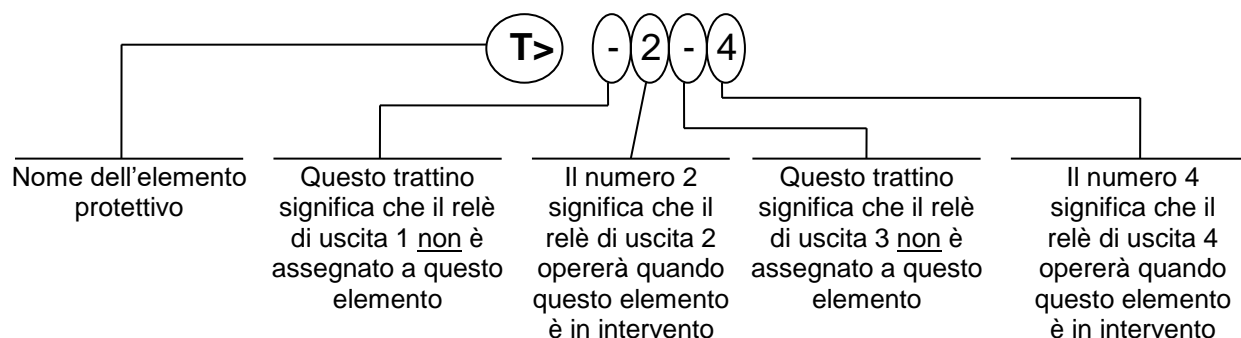 T> - 2 - 4
Nome dell'elemento
protettivo
Questo trattino
significa che il relè
di uscita 1 non è
assegnato a questo
elemento
Il numero 2
significa che il
relè di uscita 2
opererà quando
questo elemento
è in intervento
Questo trattino
significa che il relè
di uscita 3 non è
assegnato a questo
elemento
Il numero 4
significa che il
relè di uscita 4
opererà quando
questo elemento
è in intervento